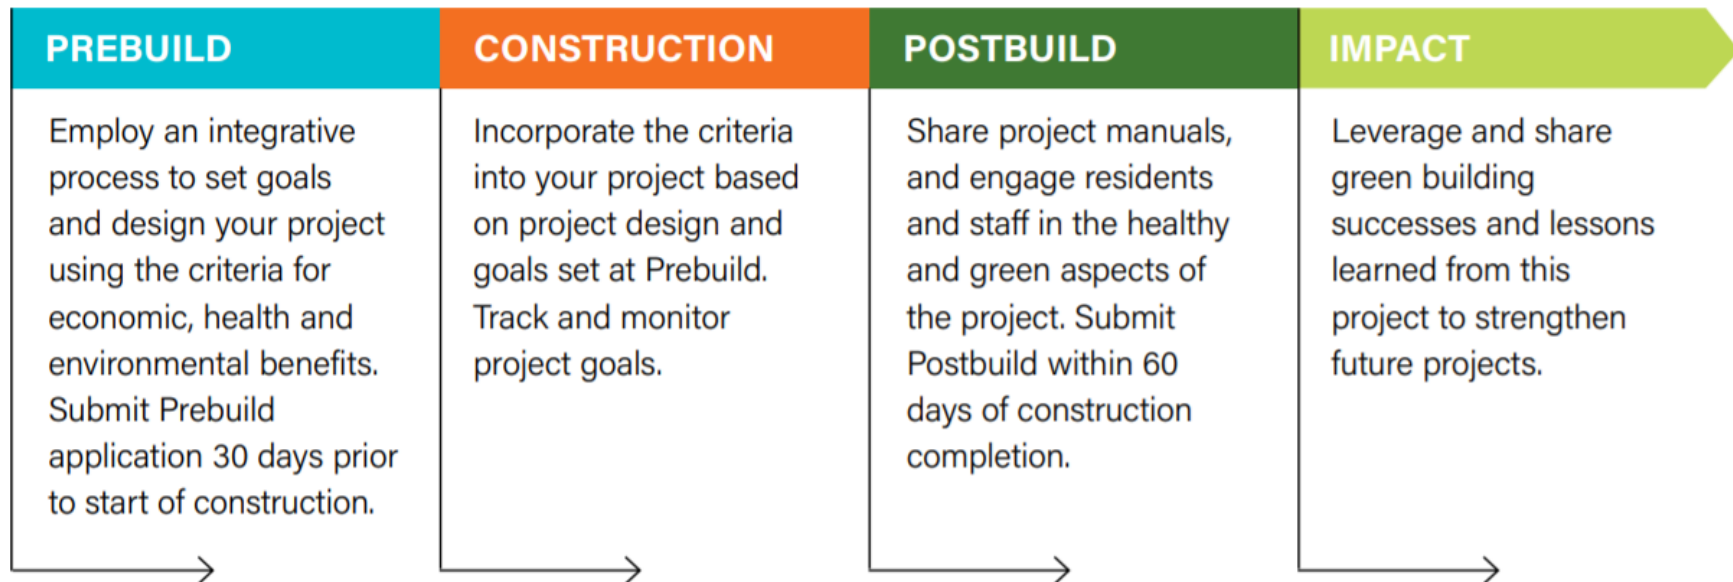 PREBUILD
Employ an integrative
process to set goals
and design your project
using the criteria for
economic, health and
environmental benefits.
Submit Prebuild
application 30 days prior
to start of construction.
CONSTRUCTION
Incorporate the criteria
into your project based
on project design and
goals set at Prebuild.
Track and monitor
project goals.
POSTBUILD
Share project manuals,
and engage residents
and staff in the healthy
and green aspects of
the project. Submit
Postbuild within 60
days of construction
completion.
IMPACT
Leverage and share
green building
successes and lessons
learned from this
project to strengthen
future projects.